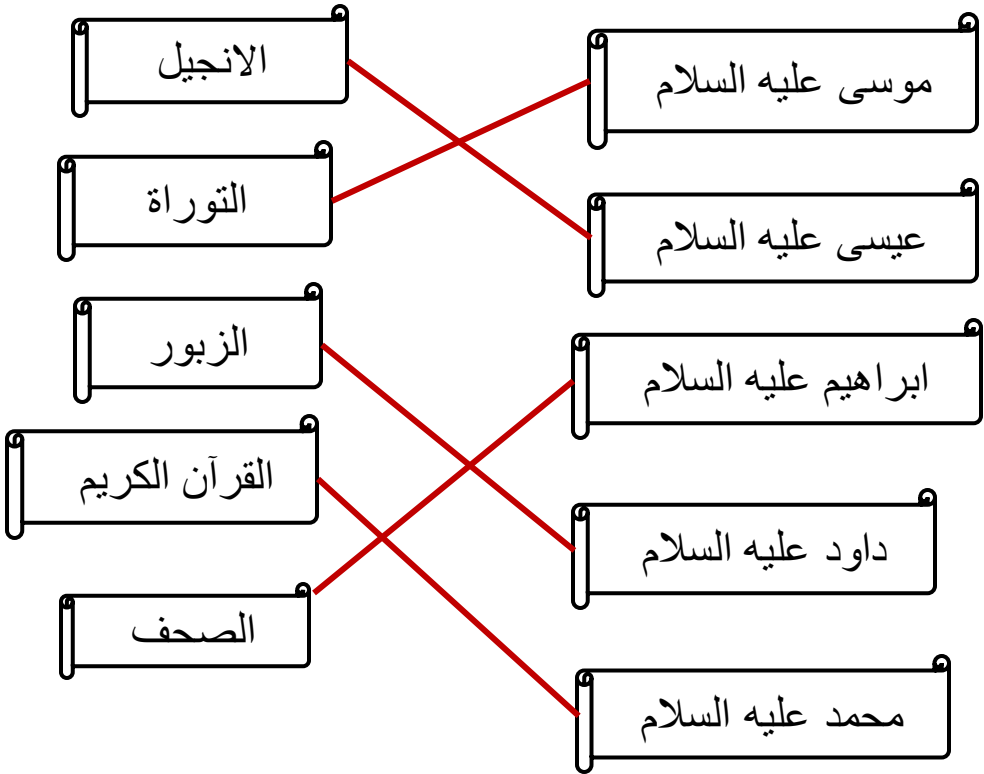 موسى عليه السلام
الانجيل
عيسى عليه السلام
التوراة
ابراهيم عليه السلام
الزبور
داود عليه السلام
القرآن الكريم
محمد عليه السلام
الصحف